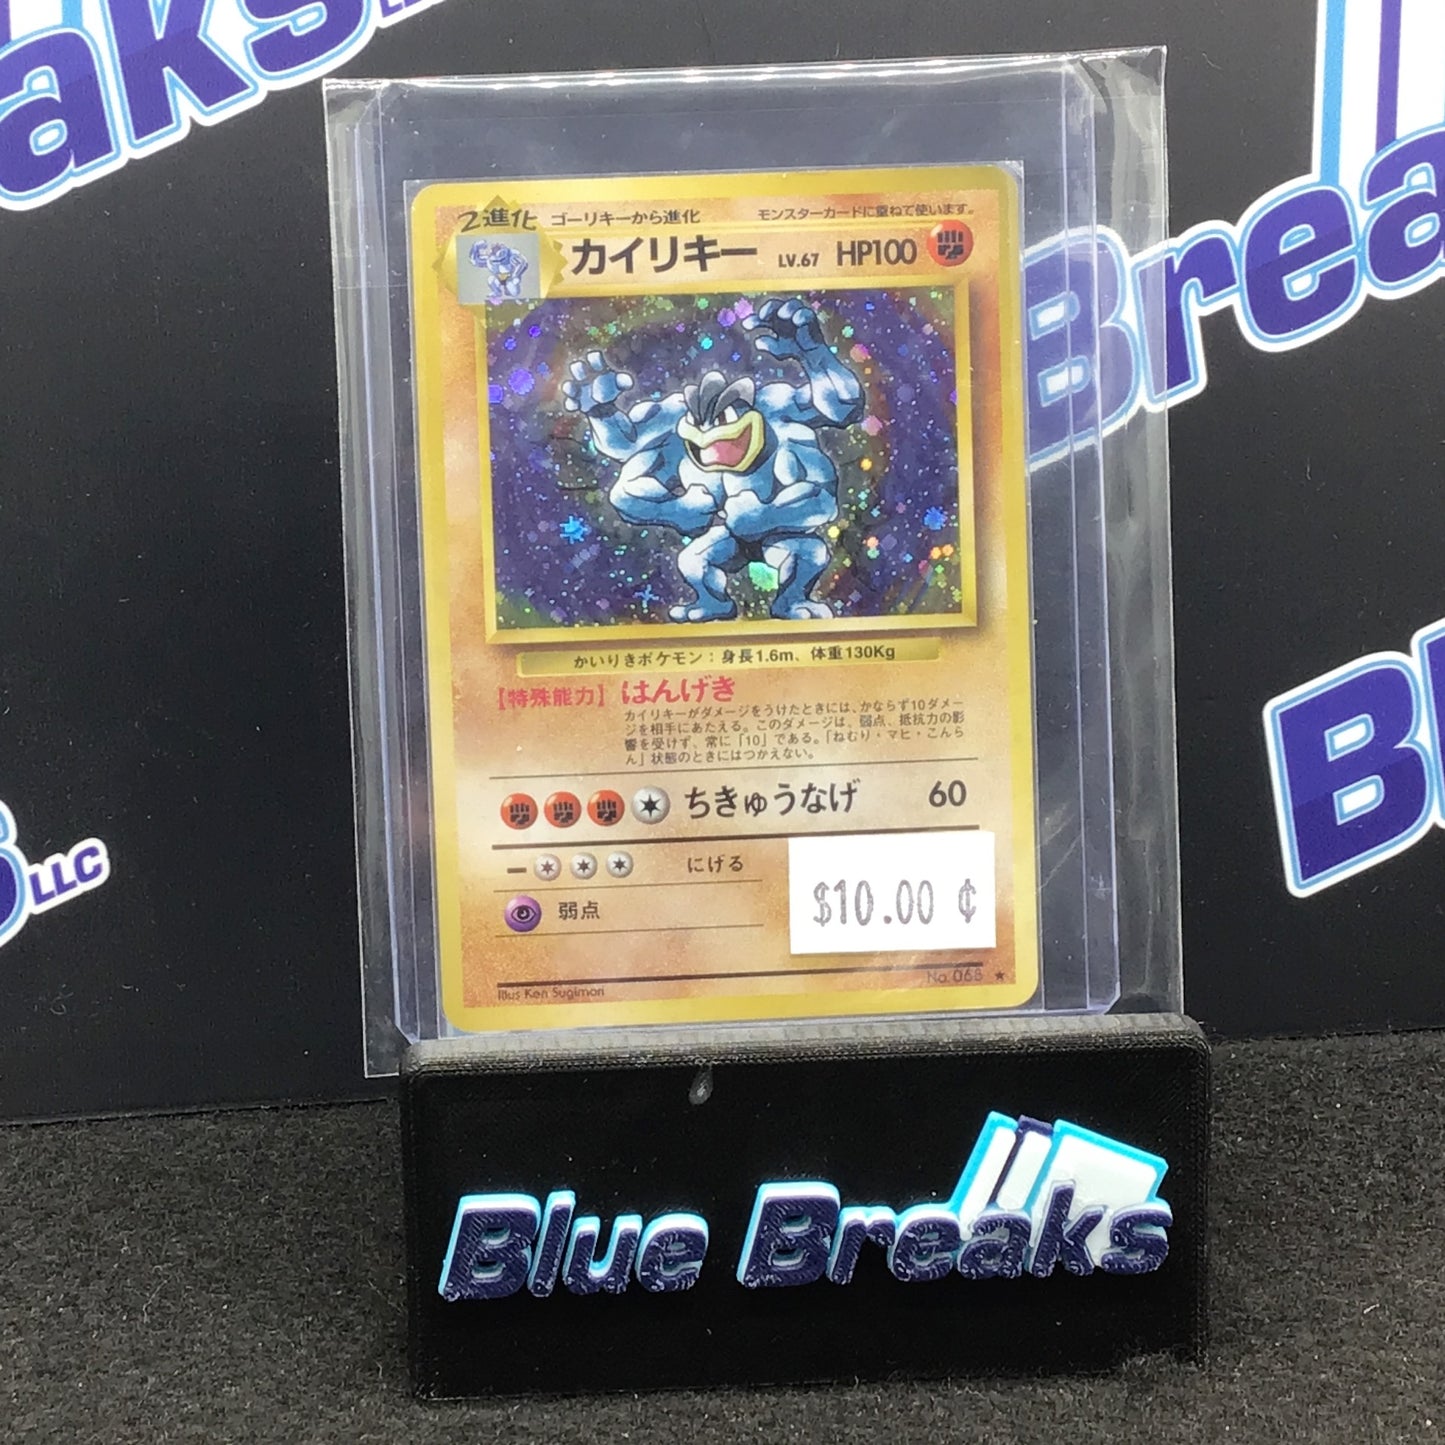 eaks LLC
Breaks
2進化 ゴーリキーから進化 モンスターカードに重ねて使います。
カイリキー LV.67 HP100
かいりきポケモン：身長1.6m、体重130Kg
【特殊能力】はんげき
カイリキーがダメージをうけたときには、かならず10ダメー
ジを相手にあたえる。このダメージは、弱点、抵抗力の影
響を受けず、常に「10」である。「ねむり・マヒ・こんら
ん」状態のときにはつかえない。
ちきゅうなげ 60
にげる
弱点
$10.00 ¢
Illus Ken Sugimori No. 068 ★
LLC
Blue Breaks